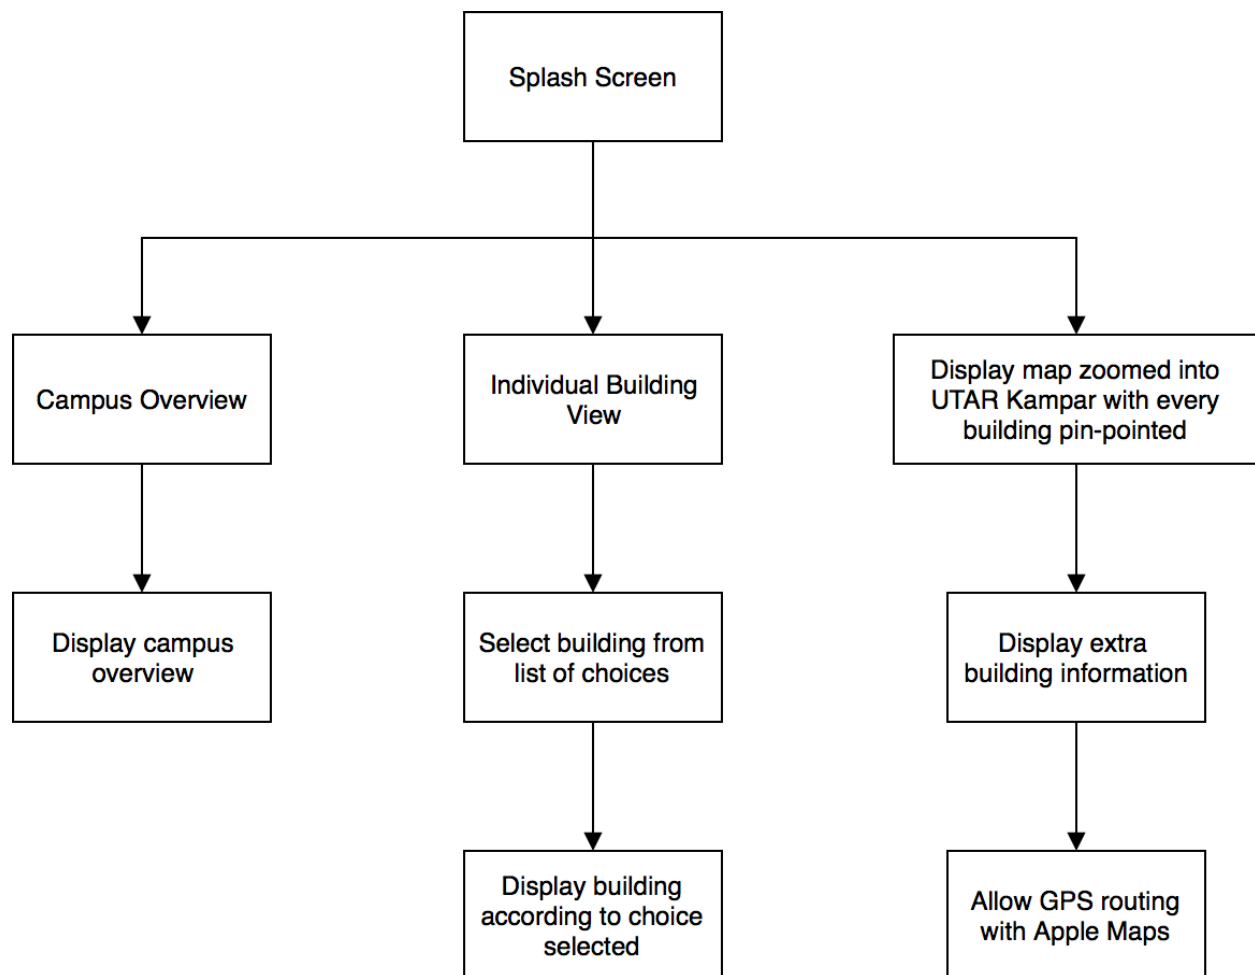 Splash Screen
Campus Overview
Individual Building
View
Display map zoomed into
UTAR Kampar with every
building pin-pointed
Display campus
overview
Select building from
list of choices
Display extra
building information
Display building
according to choice
selected
Allow GPS routing
with Apple Maps